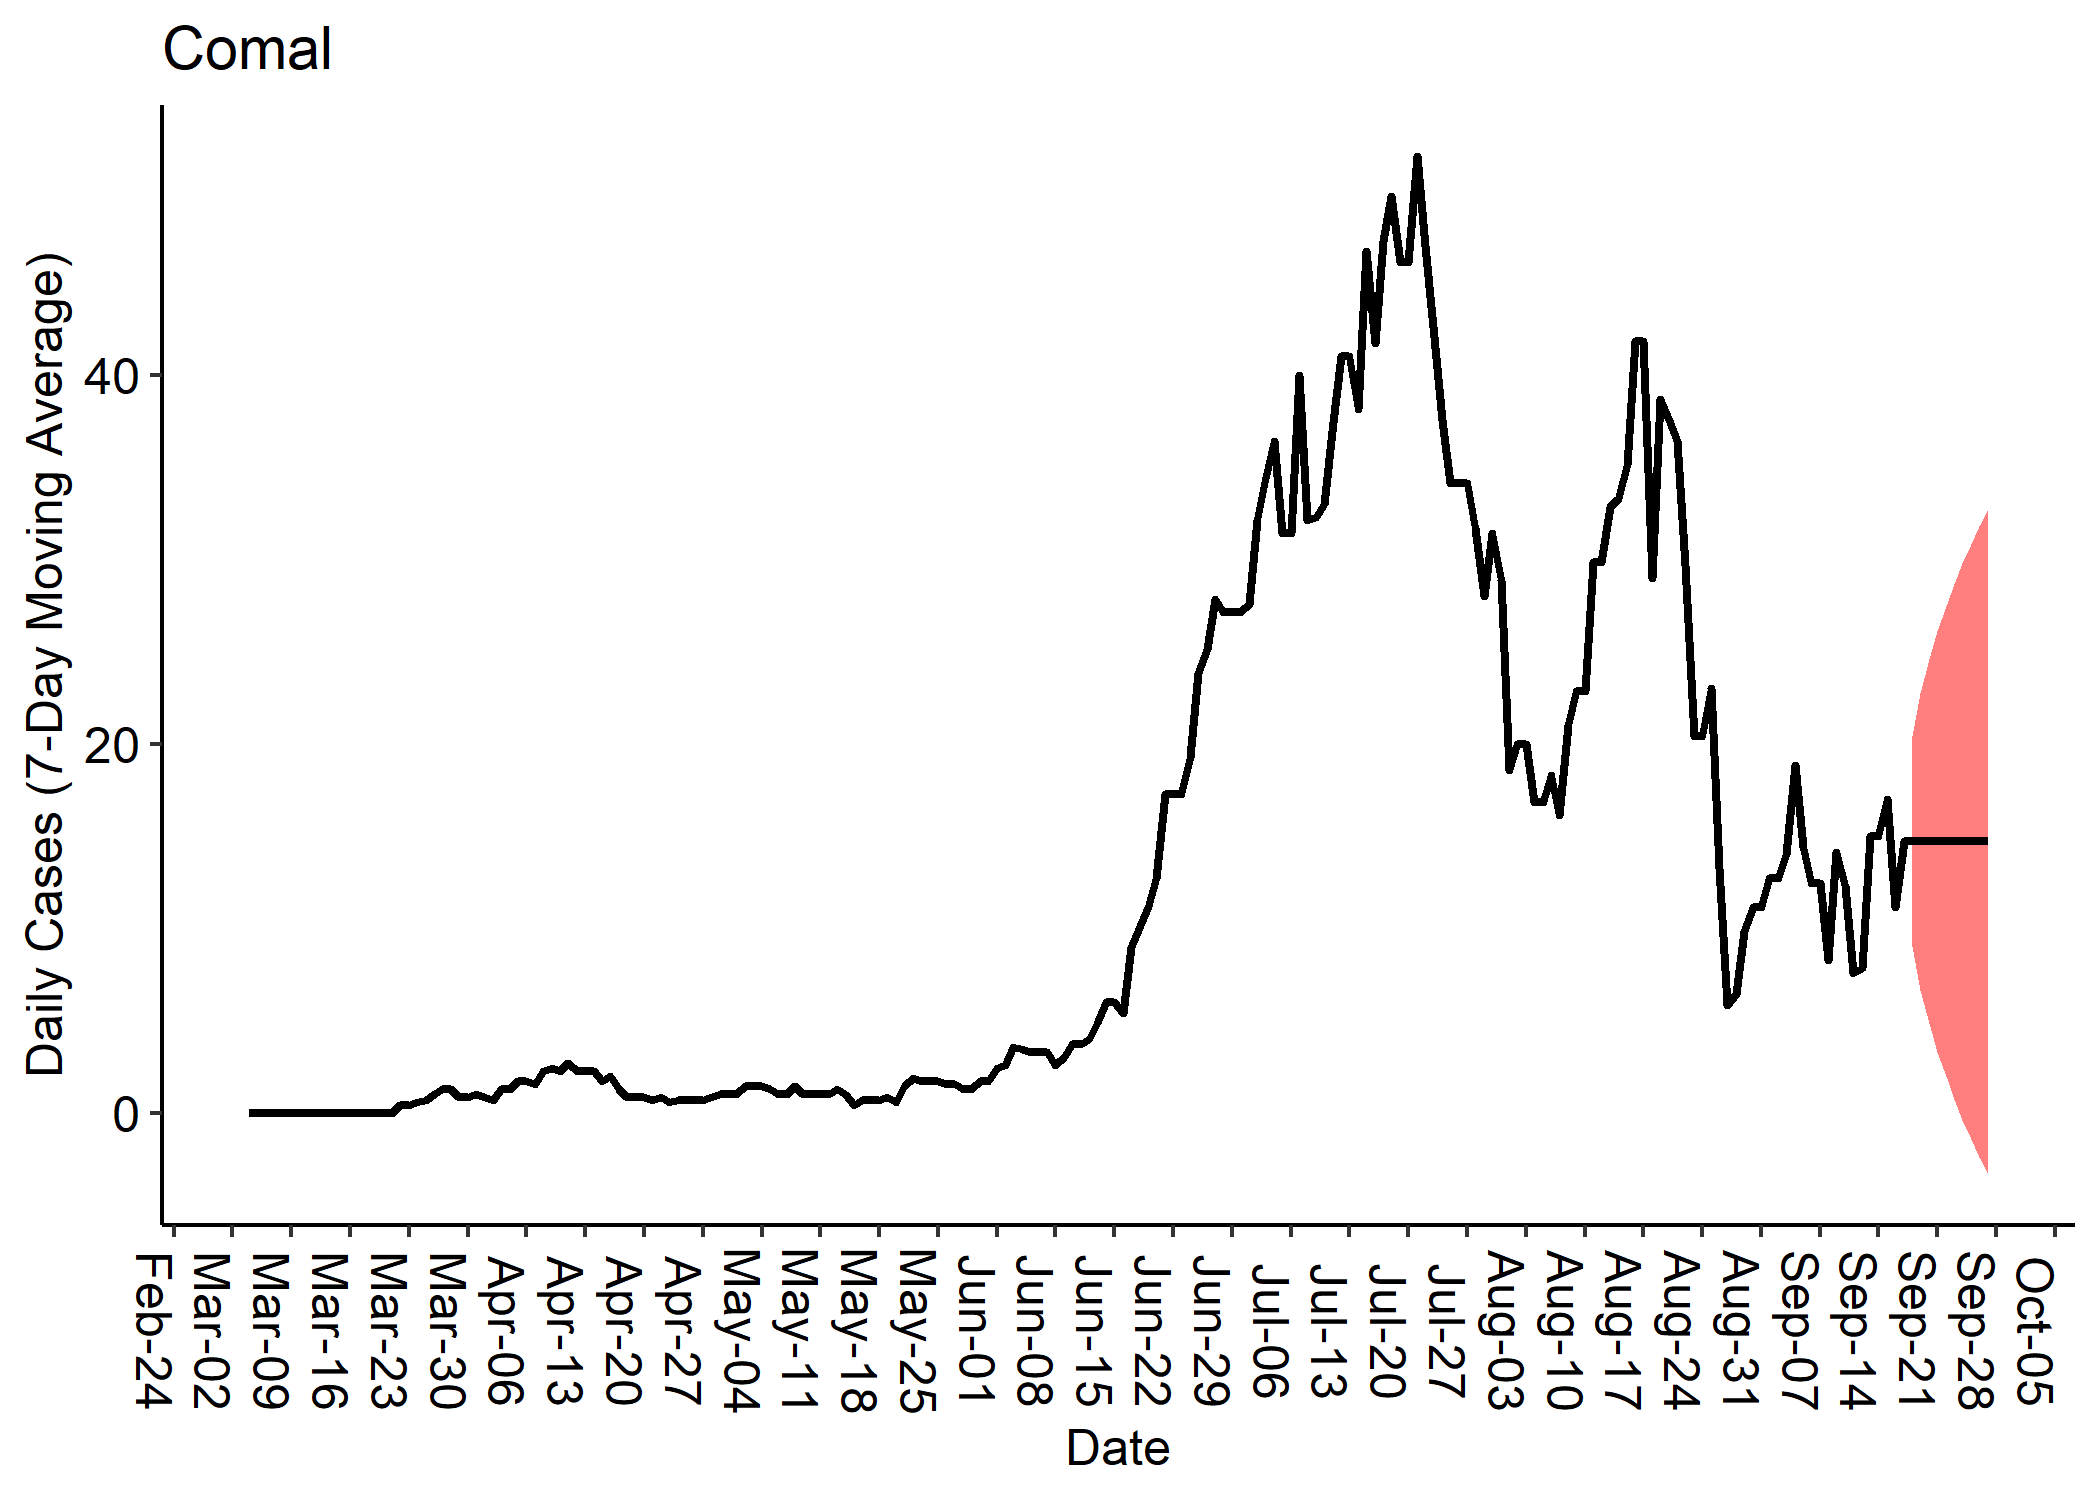 Comal
Daily Cases (7-Day Moving Average)
40
20
0
Feb-24
Mar-02
Mar-09
Mar-16
Mar-23
Mar-30
Apr-06
Apr-13
Apr-20
Apr-27
May-04
May-11
May-18
May-25
Jun-01
Jun-08
Jun-15
Jun-22
Jun-29
Jul-06
Jul-13
Jul-20
Jul-27
Aug-03
Aug-10
Aug-17
Aug-24
Aug-31
Sep-07
Sep-14
Sep-21
Sep-28
Oct-05
Date